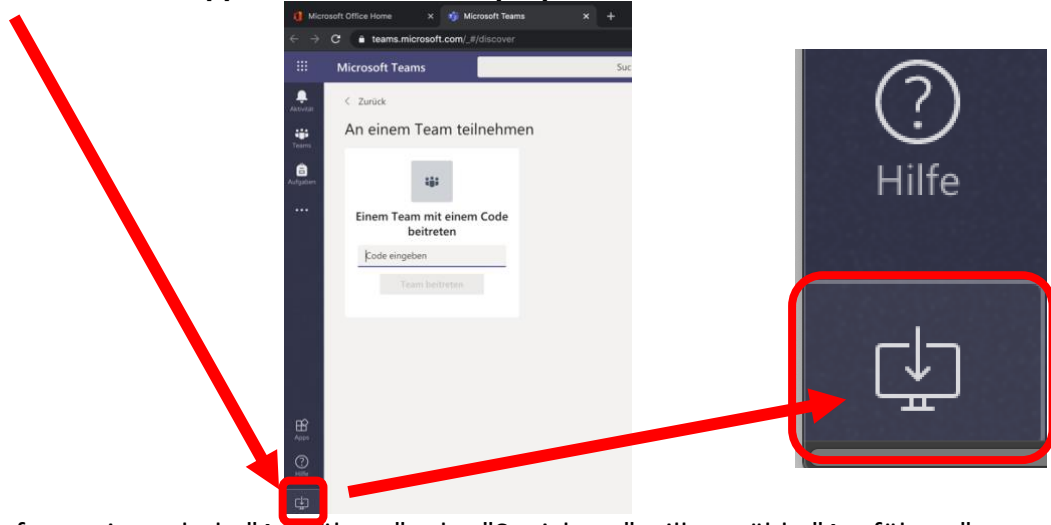 Microsoft Office Home
Microsoft Teams
teams.microsoft.com/_#/discover
Microsoft Teams
Suc
Aktivität
Teams
Aufgaben
Zurück
An einem Team teilnehmen
Einem Team mit einem Code
beitreten
Code eingeben
Team beitreten
Apps
Hilfe
Hilfe